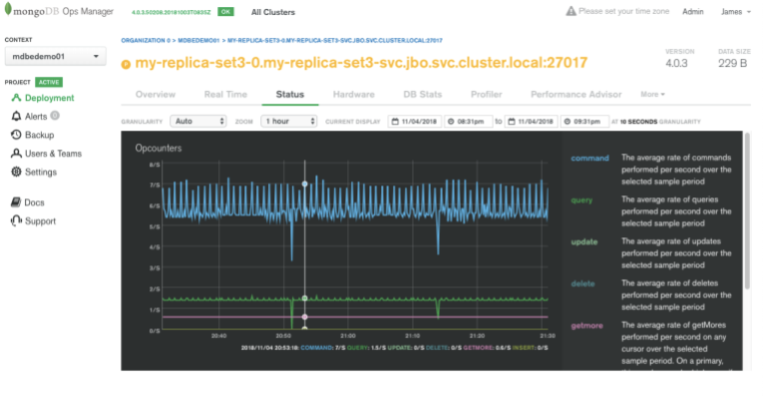 mongoDB Ops Manager
4.0.3.50206.20181003T0835Z
OK
All Clusters
Please set your time zone
Admin
James
CONTEXT
mdbedemo01
PROJECT ACTIVE
Deployment
Alerts 0
Backup
Users & Teams
Settings
Docs
Support
ORGANIZATION 0 > MDBEDEMO01 > MY-REPLICA-SET3-0.MY-REPLICA-SET3-SVC.JBO.SVC.CLUSTER.LOCAL:27017
my-replica-set3-0.my-replica-set3-svc.jbo.svc.cluster.local:27017
VERSION
4.0.3
DATA SIZE
229 B
Overview
Real Time
Status
Hardware
DB Stats
Profiler
Performance Advisor
More
GRANULARITY Auto ZOOM 1 hour CURRENT DISPLAY 11/04/2018 08:31pm to 11/04/2018 09:31pm AT 10 SECONDS GRANULARITY
Opcounters
8/S
7/S
6/S
5/S
4/S
3/S
2/S
1/S
0/S
20:40 20:50 21:00 21:10 21:20 21:30
2018/11/04 20:53:10: COMMAND: 7/S QUERY: 1.5/S UPDATE: 0/S DELETE: 0/S GETMORE: 0.6/S INSERT: 0/S
command
The average rate of commands
performed per second over the
selected sample period
query
The average rate of queries
performed per second over the
selected sample period
update
The average rate of updates
performed per second over the
selected sample period
delete
The average rate of deletes
performed per second over the
selected sample period
getmore
The average rate of getMores
performed per second on any
cursor over the selected
sample period. On a primary,